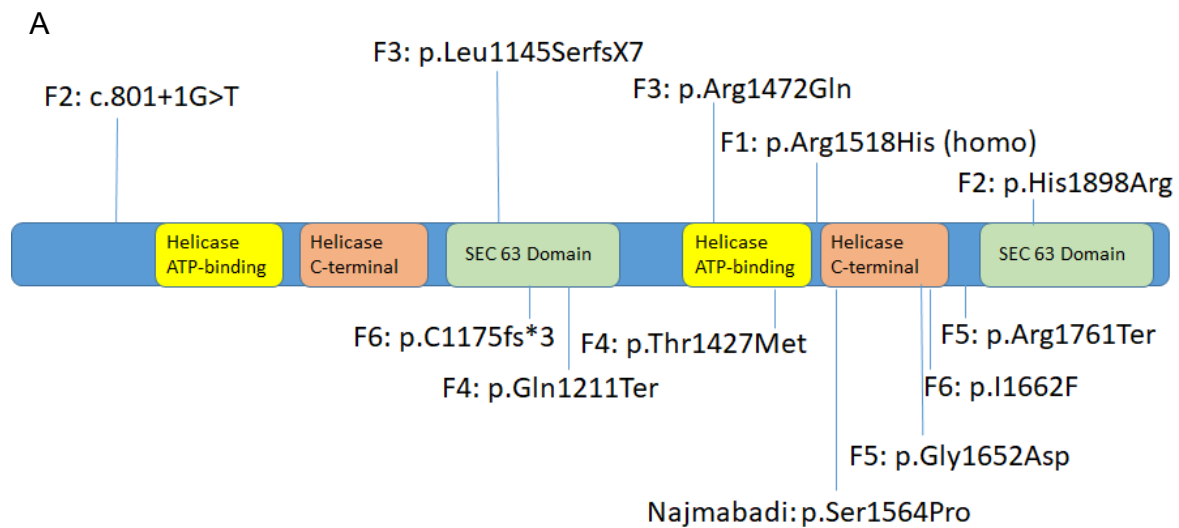 A
F3: p.Leu1145SerfsX7
F2: c.801+1G>T
F3: p.Arg1472Gln
F1: p.Arg1518His (homo)
F2: p.His1898Arg
Helicase
ATP-binding
Helicase
C-terminal
SEC 63 Domain
Helicase
ATP-binding
Helicase
C-terminal
SEC 63 Domain
F6: p.C1175fs*3
F4: p.Thr1427Met
F5: p.Arg1761Ter
F4: p.Gln1211Ter
F6: p.I1662F
F5: p.Gly1652Asp
Najmabadi: p.Ser1564Pro